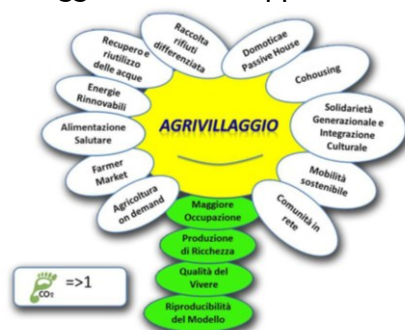 Raccolta
rifiuti
differenziata
Domotica e
Passive House
Recupero e
riutilizzo
delle acque
Cohousing
Energie
Rinnovabili
AGRIVILLAGGIO
Solidarietà
Generazionale e
Integrazione
Culturale
Alimentazione
Salutare
Farmer
Market
Mobilità
sostenibile
Agricoltura
on demand
Comunità in
rete
Maggiore
Occupazione
Produzione
di Ricchezza
Qualità del
Vivere
Riproducibilità
del Modello
CO2 =>1